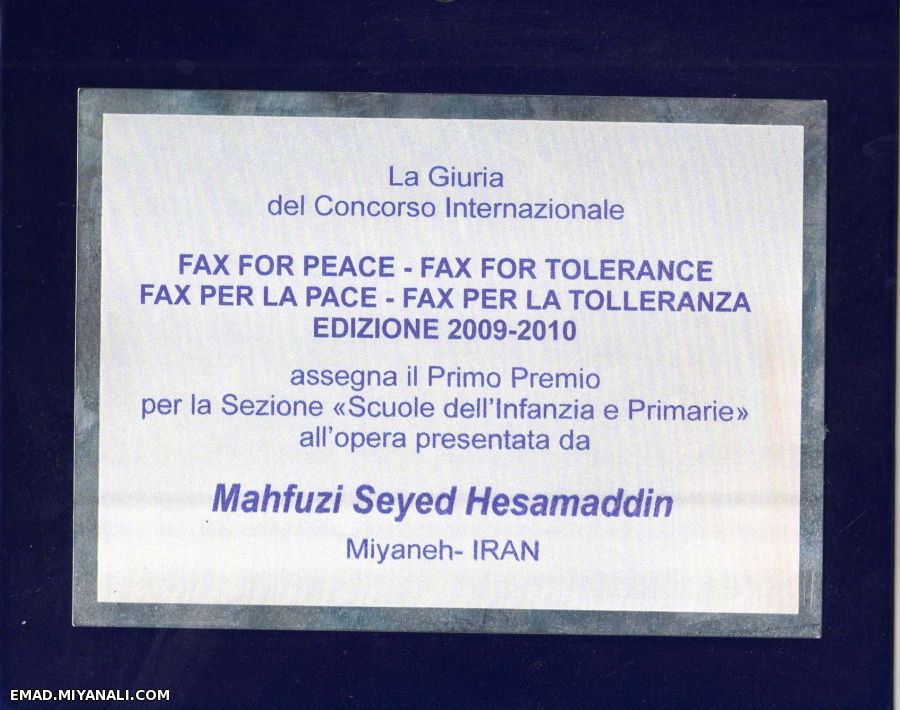 La Giuria
del Concorso Internazionale
FAX FOR PEACE - FAX FOR TOLERANCE
FAX PER LA PACE - FAX PER LA TOLLERANZA
EDIZIONE 2009-2010
assegna il Primo Premio
per la Sezione «Scuole dell'Infanzia e Primarie»
all'opera presentata da
Mahfuzi Seyed Hesamaddin
Miyaneh- IRAN
EMAD.MIYANALI.COM